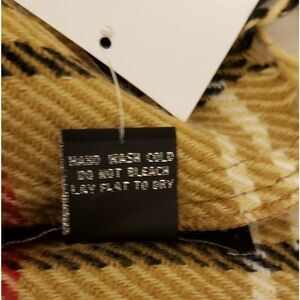 HAND WASH COLD
DO NOT BLEACH
LAY FLAT TO DRY